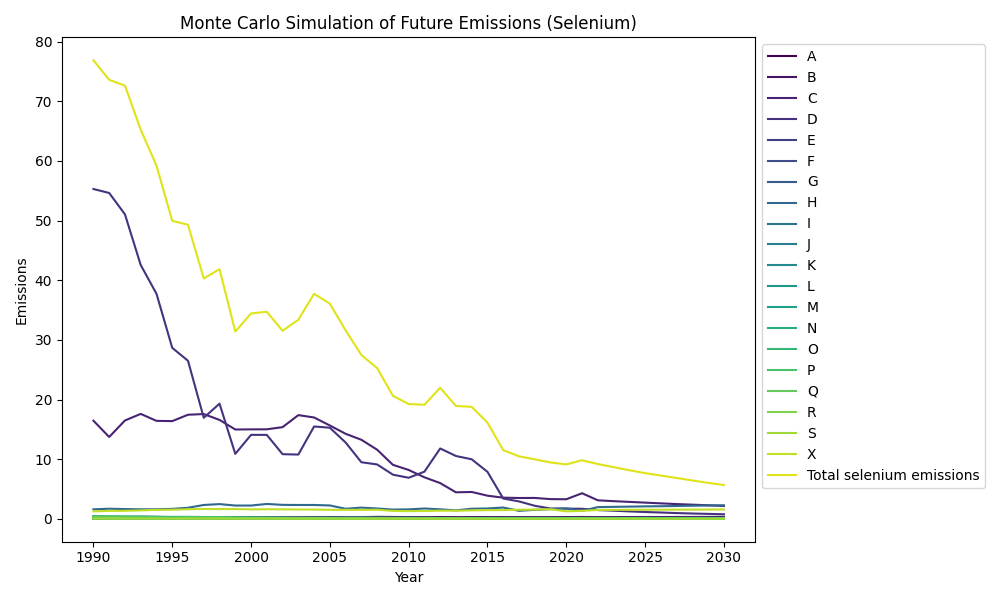 Monte Carlo Simulation of Future Emissions (Selenium)
80
70
60
50
40
30
20
10
0
Emissions
1990 1995 2000 2005 2010 2015 2020 2025 2030
Year
A
B
C
D
E
F
G
H
I
J
K
L
M
N
O
P
Q
R
S
X
Total selenium emissions